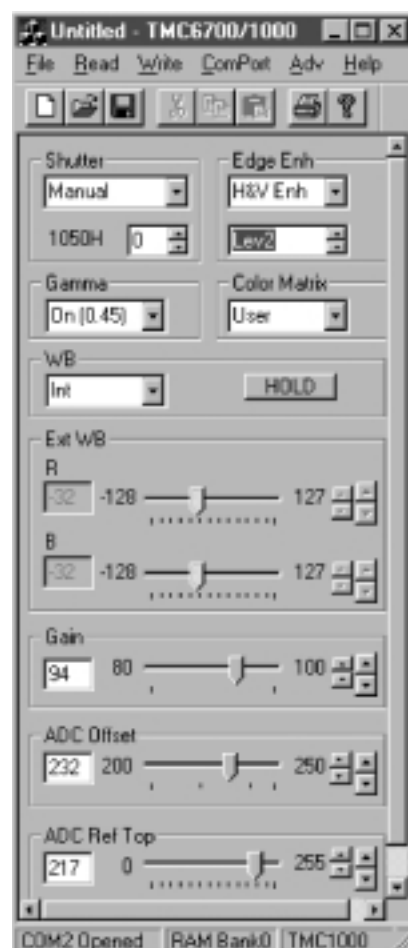 Untitled - TMC6700/1000
File Read Write ComPort Adv Help
Shutter Edge Enh
Manual H&V Enh
1050H 0 Lev2
Gamma Color Matrix
On (0.45) User
WB
Int HOLD
Ext WB
R
-32 -128 127
B
-32 -128 127
Gain
94 80 100
ADC Offset
232 200 250
ADC Ref Top
217 0 255
COM2 Opened RAM Bank0 TMC1000